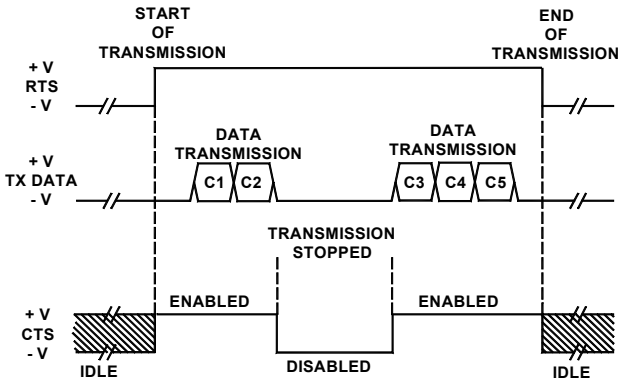 START
OF
TRANSMISSION
END
OF
TRANSMISSION
+ V
RTS
- V
DATA
TRANSMISSION
DATA
TRANSMISSION
+ V
TX DATA
- V
C1 C2 C3 C4 C5
TRANSMISSION
STOPPED
ENABLED ENABLED
+ V
CTS
- V
IDLE DISABLED IDLE